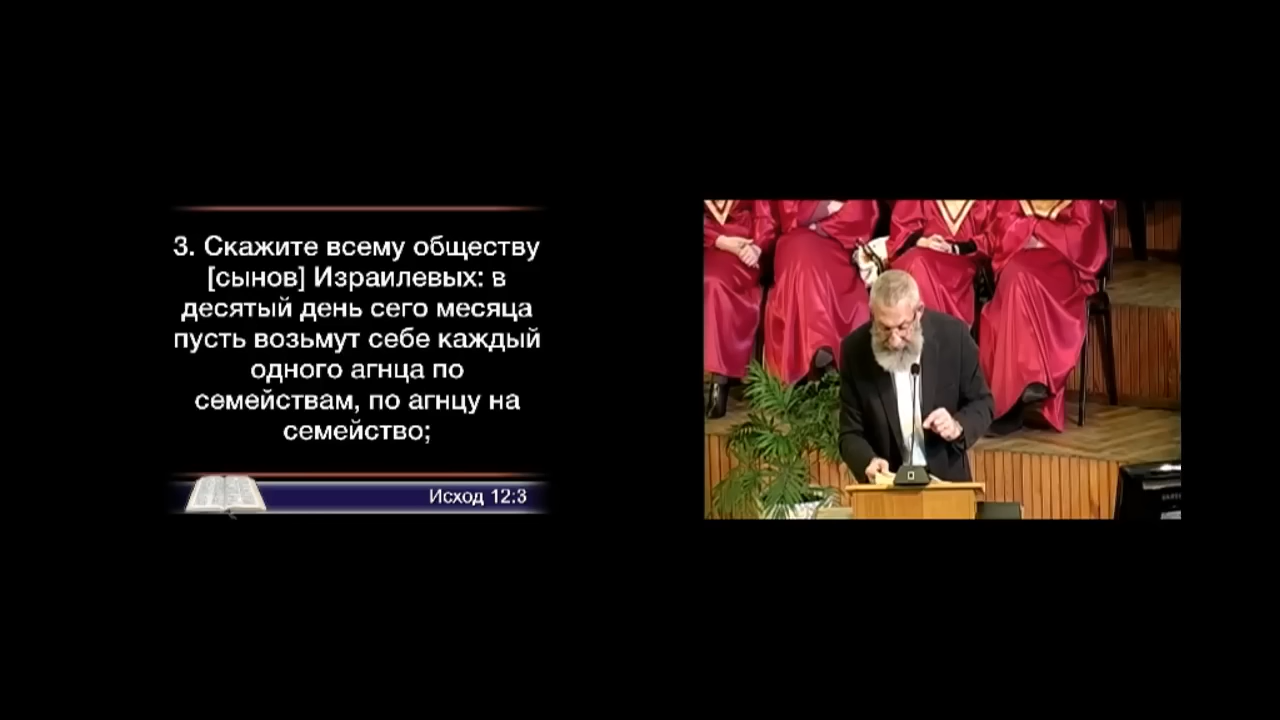 3. Скажите всему обществу
[сынов] Израилевых: в
десятый день сего месяца
пусть возьмут себе каждый
одного агнца по
семействам, по агнцу на
семейство;
Исход 12:3